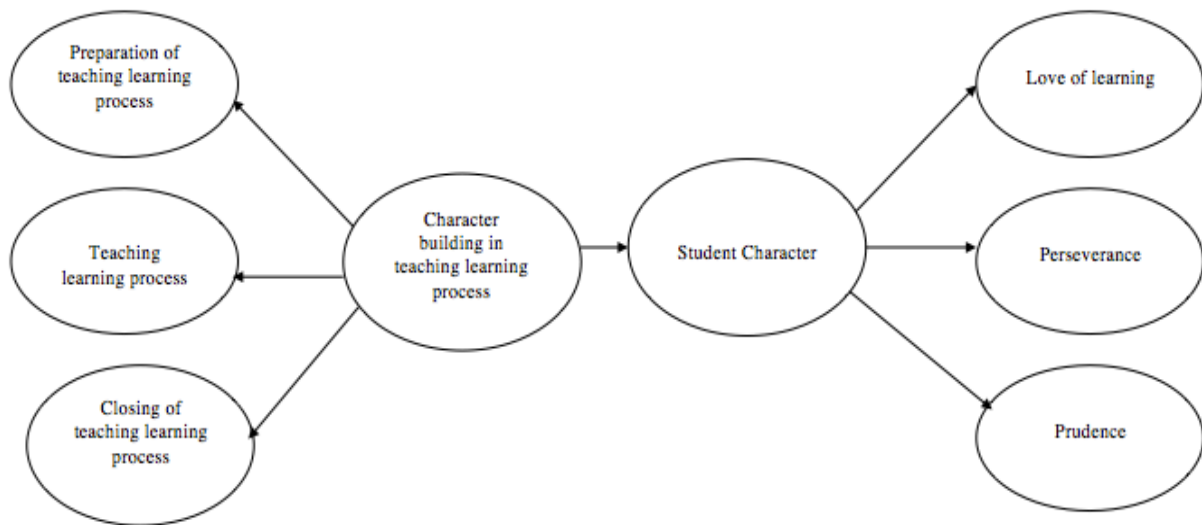 Preparation of
teaching learning
process
Teaching
learning process
Closing of
teaching learning
process
Character
building in
teaching learning
process
Student Character
Love of learning
Perseverance
Prudence